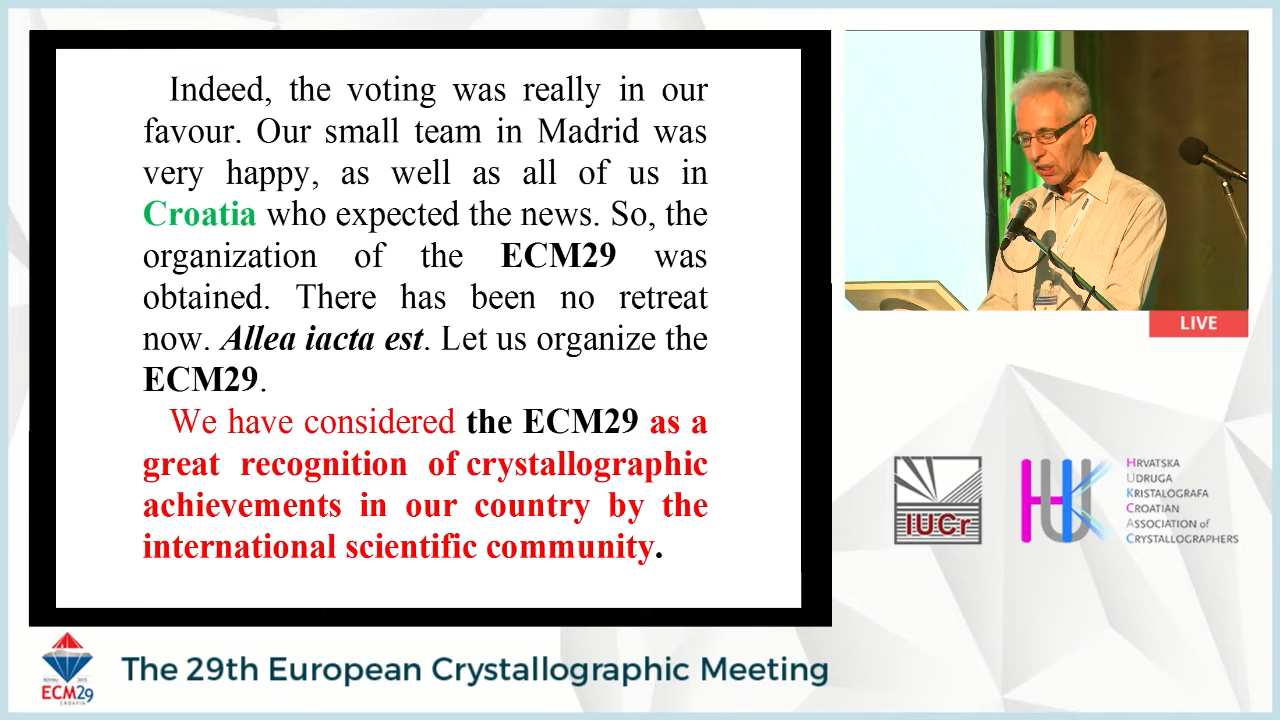 Indeed, the voting was really in our
favour. Our small team in Madrid was
very happy, as well as all of us in
Croatia who expected the news. So, the
organization of the ECM29 was
obtained. There has been no retreat
now. Allea iacta est. Let us organize the
ECM29.
We have considered the ECM29 as a
great recognition of crystallographic
achievements in our country by the
international scientific community.
LIVE
IUCr
HUK
HRVATSKA
UDRUGA
KRISTALOGRAFA
CROATIAN
ASSOCIATION of
CRYSTALLOGRAPHERS
ECM29
CROATIA
The 29th European Crystallographic Meeting